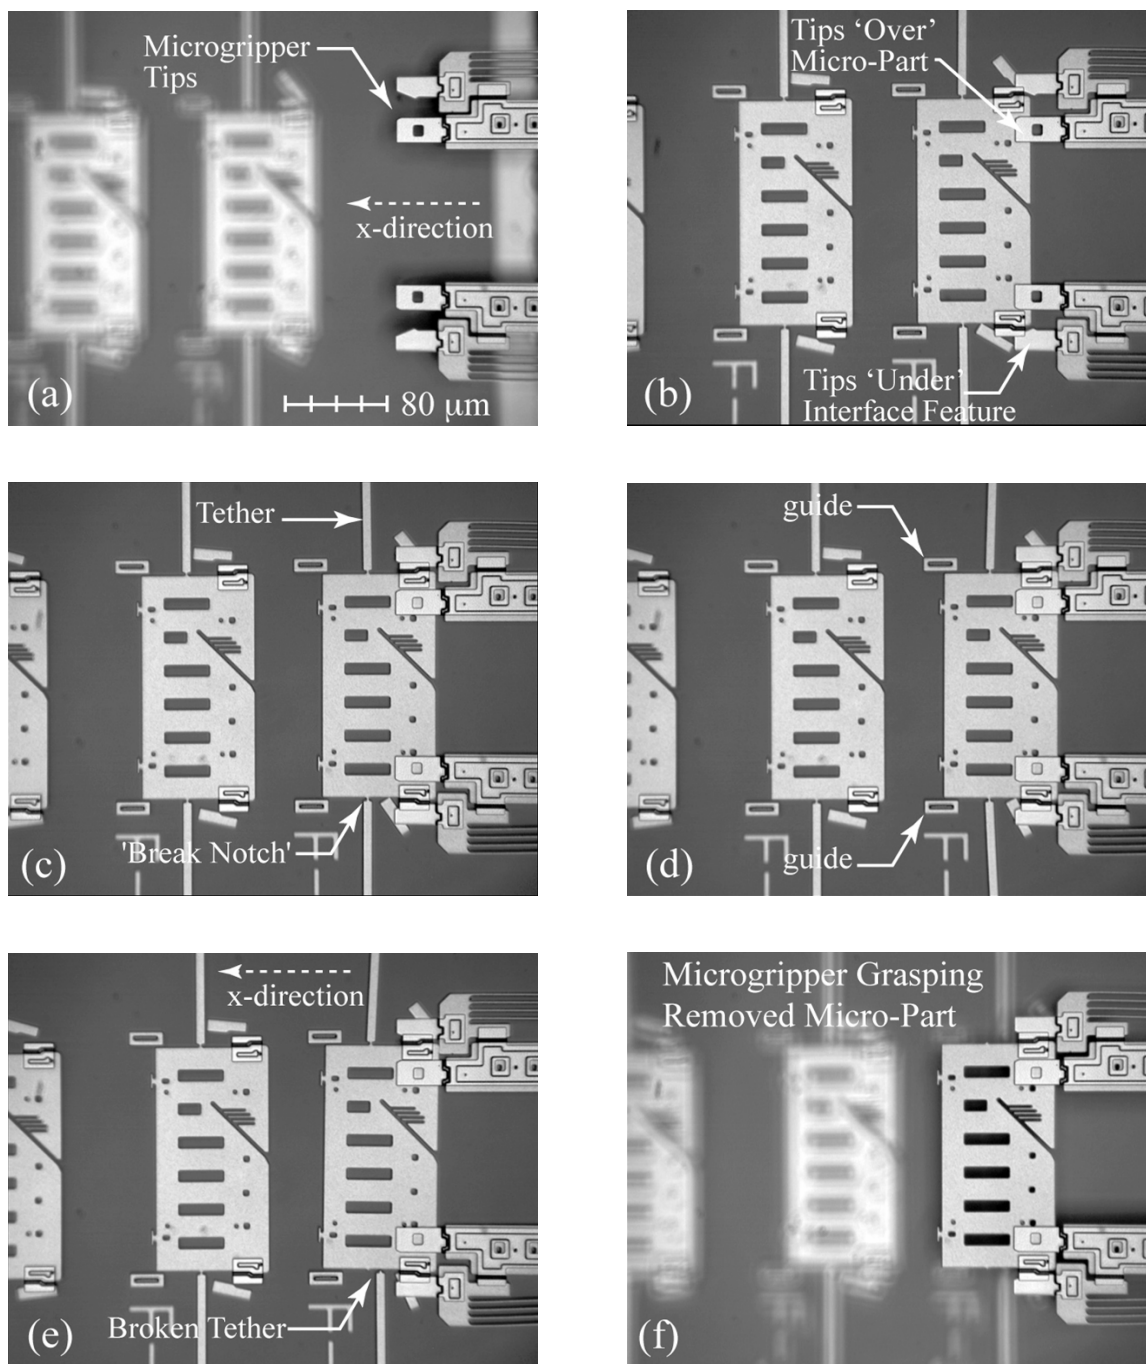 Microgripper
Tips
x-direction
(a)
80 μm
Tips ‘Over’
Micro-Part
Tips ‘Under’
Interface Feature
(b)
Tether
'Break Notch'
(c)
guide
guide
(d)
x-direction
Broken Tether
(e)
Microgripper Grasping
Removed Micro-Part
(f)